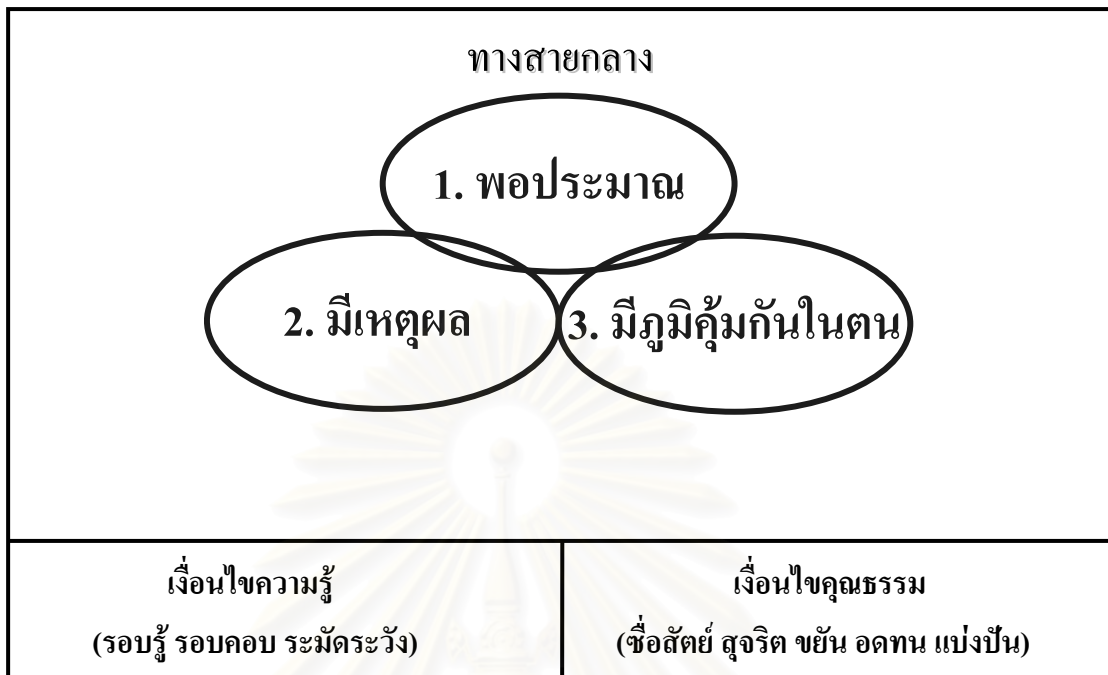 ทางสายกลาง
1. พอประมาณ
2. มีเหตุผล
3. มีภูมิคุ้มกันในตน
เงื่อนไขความรู้
(รอบรู้ รอบคอบ ระมัดระวัง)
เงื่อนไขคุณธรรม
(ซื่อสัตย์ สุจริต ขยัน อดทน แบ่งปัน)